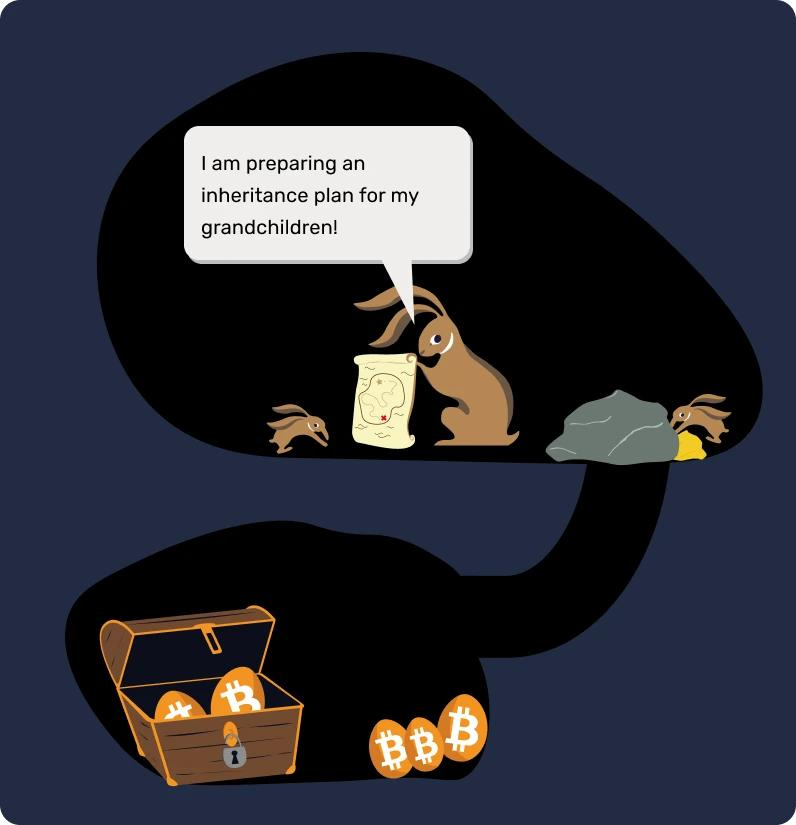 I am preparing an
inheritance plan for my
grandchildren!